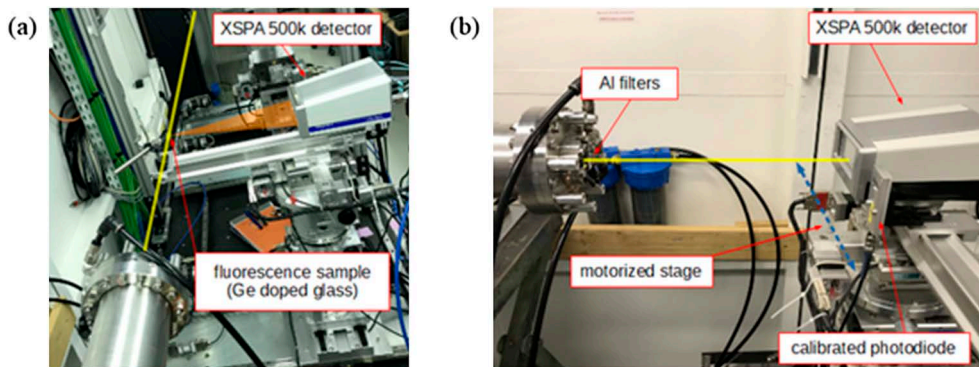 (a)
XSPA 500k detector
fluorescence sample
(Ge doped glass)
(b)
XSPA 500k detector
Al filters
motorized stage
calibrated photodiode